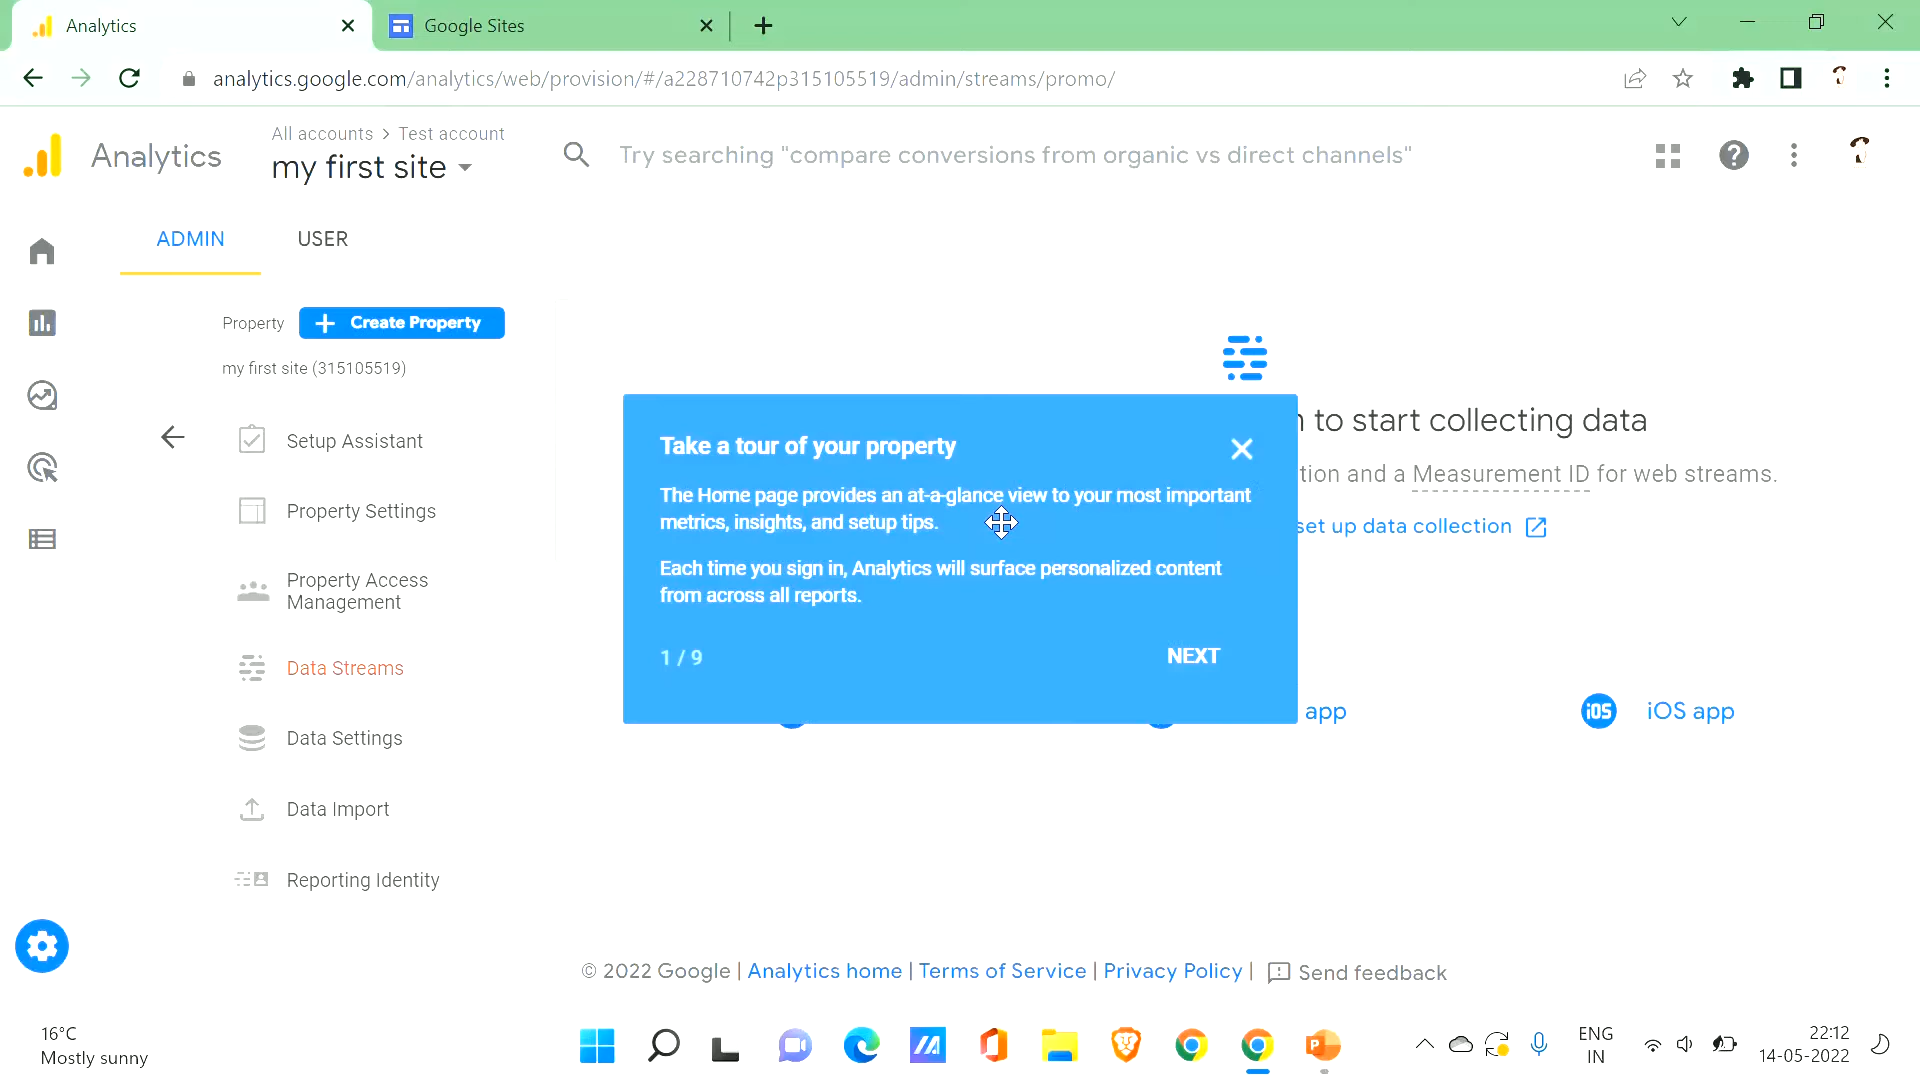 Analytics
Google Sites
analytics.google.com/analytics/web/provision/#/a228710742p315105519/admin/streams/promo/
Analytics
All accounts > Test account
my first site
Try searching "compare conversions from organic vs direct channels"
ADMIN
USER
Property
Create Property
my first site (315105519)
Setup Assistant
Property Settings
Property Access
Management
Data Streams
Data Settings
Data Import
Reporting Identity
to start collecting data
tion and a Measurement ID for web streams.
set up data collection
Take a tour of your property
The Home page provides an at-a-glance view to your most important
metrics, insights, and setup tips.
Each time you sign in, Analytics will surface personalized content
from across all reports.
1 / 9
NEXT
app
iOS
iOS app
© 2022 Google | Analytics home | Terms of Service | Privacy Policy |
Send feedback
16°C
Mostly sunny
ENG
IN
22:12
14-05-2022